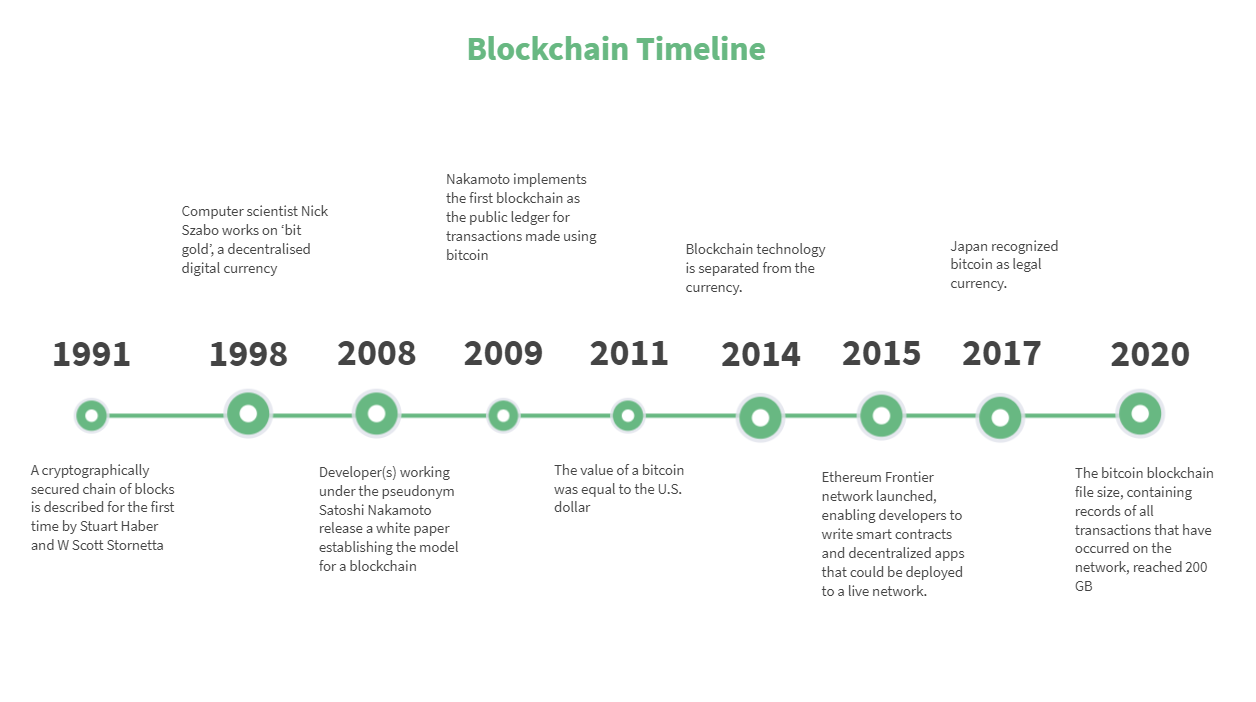 Blockchain Timeline
Computer scientist Nick
Szabo works on ‘bit
gold’, a decentralised
digital currency
Nakamoto implements
the first blockchain as
the public ledger for
transactions made using
bitcoin
Blockchain technology
is separated from the
currency.
Japan recognized
bitcoin as legal
currency.
1991
1998
2008
2009
2011
2014
2015
2017
2020
A cryptographically
secured chain of blocks
is described for the first
time by Stuart Haber
and W Scott Stornetta
Developer(s) working
under the pseudonym
Satoshi Nakamoto
release a white paper
establishing the model
for a blockchain
The value of a bitcoin
was equal to the U.S.
dollar
Ethereum Frontier
network launched,
enabling developers to
write smart contracts
and decentralized apps
that could be deployed
to a live network.
The bitcoin blockchain
file size, containing
records of all
transactions that have
occurred on the
network, reached 200
GB